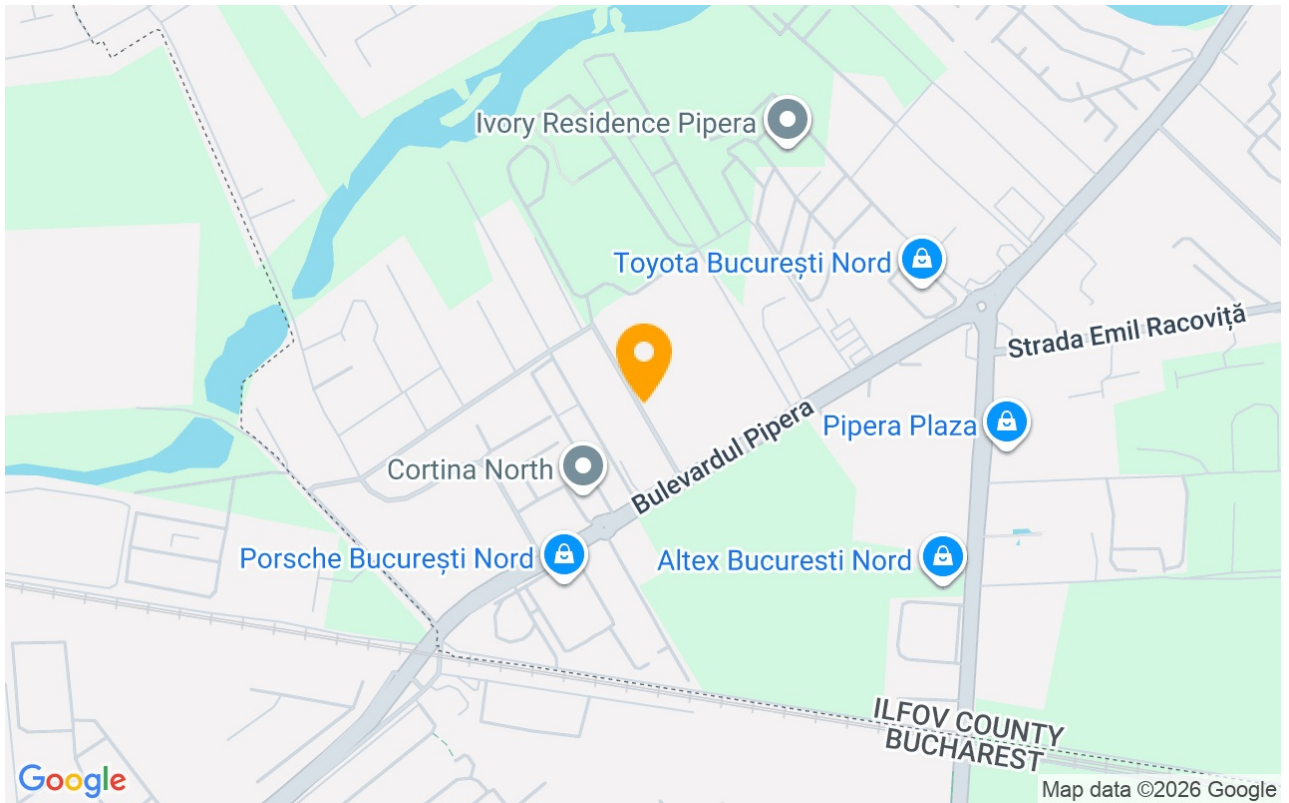 Ivory Residence Pipera
Toyota București Nord
Strada Emil Racoviță
Bulevardul Pipera
Pipera Plaza
Cortina North
Porsche București Nord
Altex Bucuresti Nord
ILFOV COUNTY
BUCHAREST
Google
Map data ©2026 Google